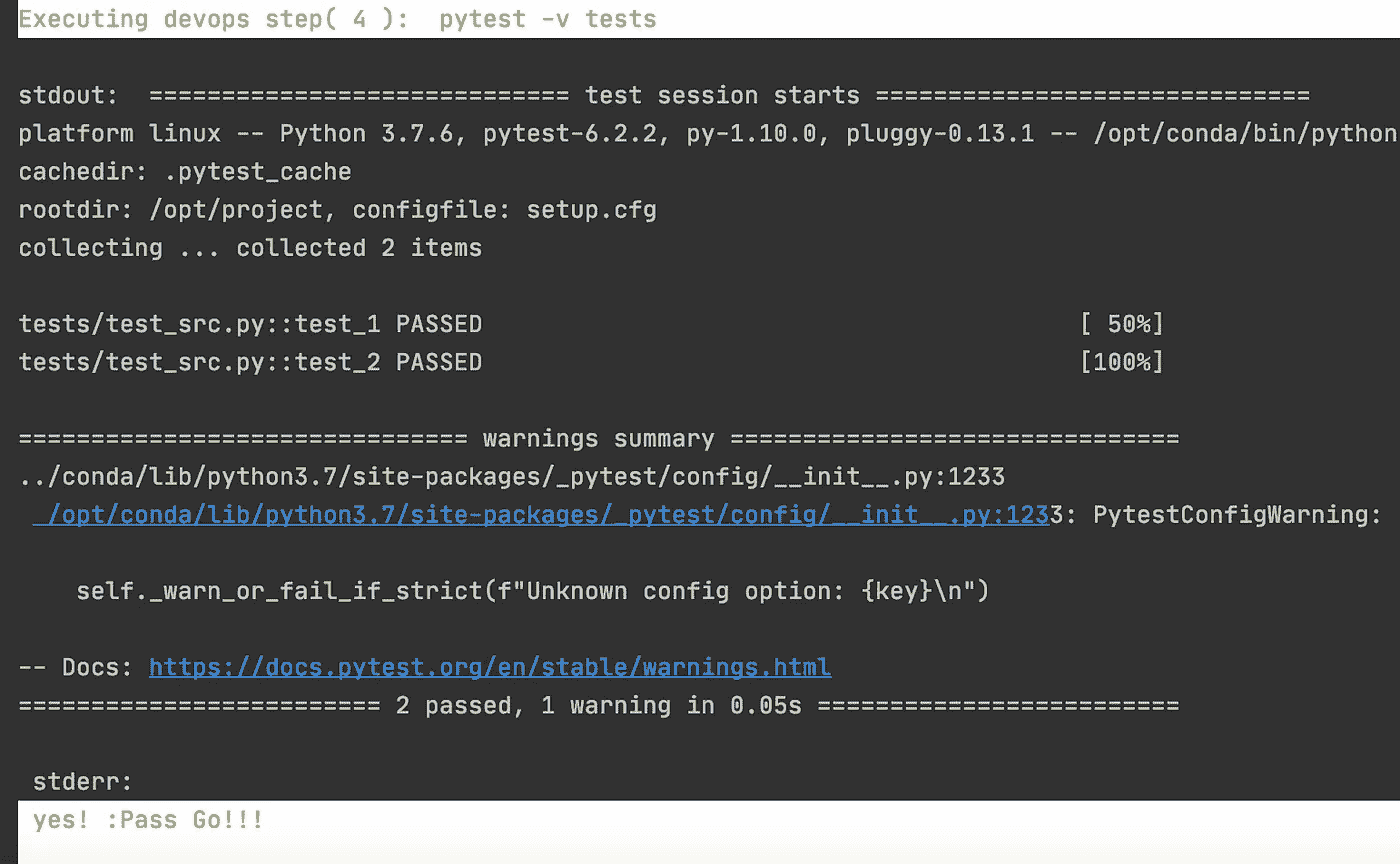 Executing devops step( 4 ):  pytest -v tests
stdout:  ============================= test session starts ==============================
platform linux -- Python 3.7.6, pytest-6.2.2, py-1.10.0, pluggy-0.13.1 -- /opt/conda/bin/python
cachedir: .pytest_cache
rootdir: /opt/project, configfile: setup.cfg
collecting ... collected 2 items
tests/test_src.py::test_1 PASSED                                         [ 50%]
tests/test_src.py::test_2 PASSED                                         [100%]
=============================== warnings summary ===============================
../conda/lib/python3.7/site-packages/_pytest/config/__init__.py:1233
  /opt/conda/lib/python3.7/site-packages/_pytest/config/__init__.py:1233: PytestConfigWarning:
    self._warn_or_fail_if_strict(f"Unknown config option: {key}\n")
-- Docs: https://docs.pytest.org/en/stable/warnings.html
========================= 2 passed, 1 warning in 0.05s =========================
 stderr:
 yes! :Pass Go!!!